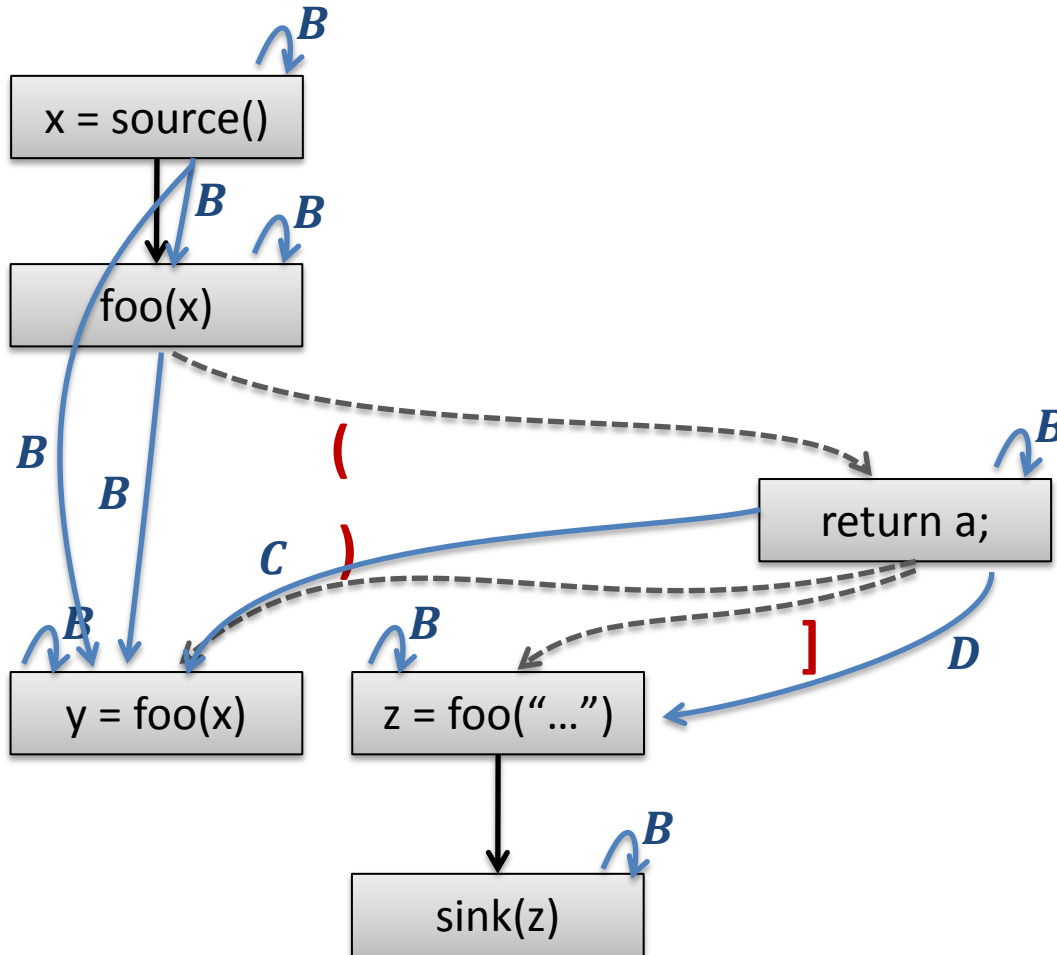 B
x = source()
B
B
foo(x)
(
B
B
B
return a;
C
)
B
B
]
D
y = foo(x)
z = foo(“…”)
B
sink(z)